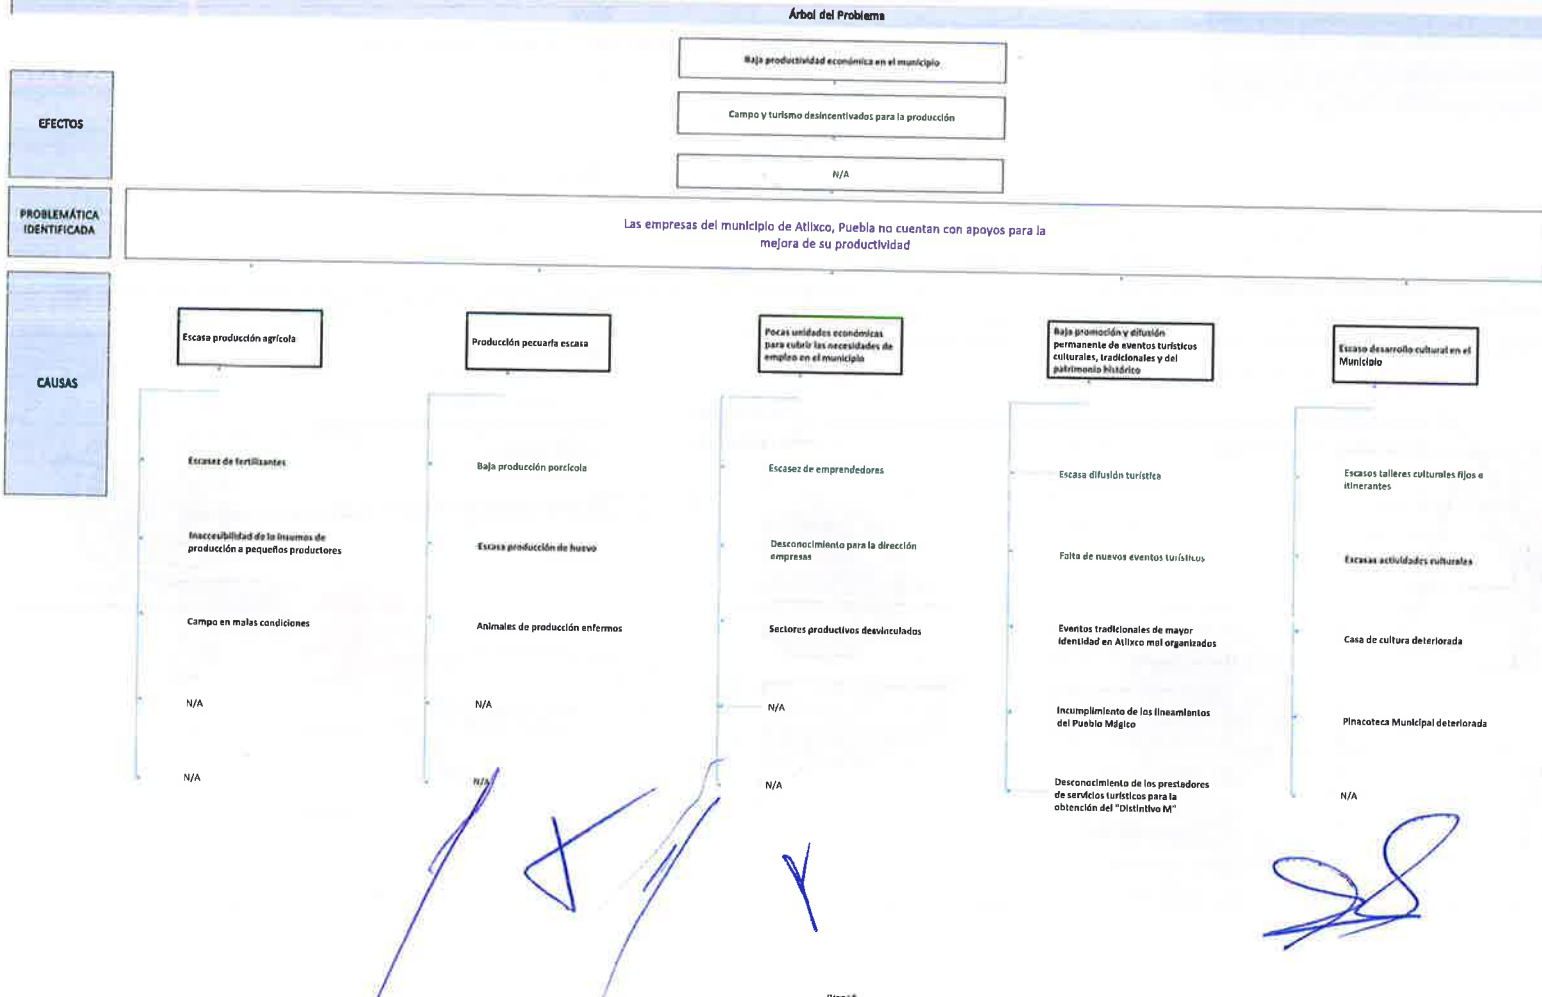 Árbol del Problema
Baja productividad económica en el municipio
EFECTOS
Campo y turismo desincentivados para la producción
N/A
PROBLEMÁTICA
IDENTIFICADA
Las empresas del municipio de Atlixco, Puebla no cuentan con apoyos para la
mejora de su productividad
CAUSAS
Escasa producción agrícola
Escasez de fertilizantes
Inaccesibilidad de lo insumos de
producción a pequeños productores
Campo en malas condiciones
N/A
N/A
Producción pecuaria escasa
Baja producción porcícola
Escasa producción de huevo
Animales de producción enfermos
N/A
N/A
Pocas unidades económicas
para cubrir las necesidades de
empleo en el municipio
Escasez de emprendedores
Desconocimiento para la dirección
empresas
Sectores productivos desvinculados
N/A
N/A
Baja promoción y difusión
permanente de eventos turísticos
culturales, tradicionales y del
patrimonio histórico
Escasa difusión turística
Falta de nuevos eventos turísticos
Eventos tradicionales de mayor
identidad en Atlixco mal organizados
Incumplimiento de los lineamientos
del Pueblo Mágico
Desconocimiento de los prestadores
de servicios turísticos para la
obtención del "Distintivo M"
Escaso desarrollo cultural en el
Municipio
Escasos talleres culturales fijos e
itinerantes
Escasas actividades culturales
Casa de cultura deteriorada
Pinacoteca Municipal deteriorada
N/A